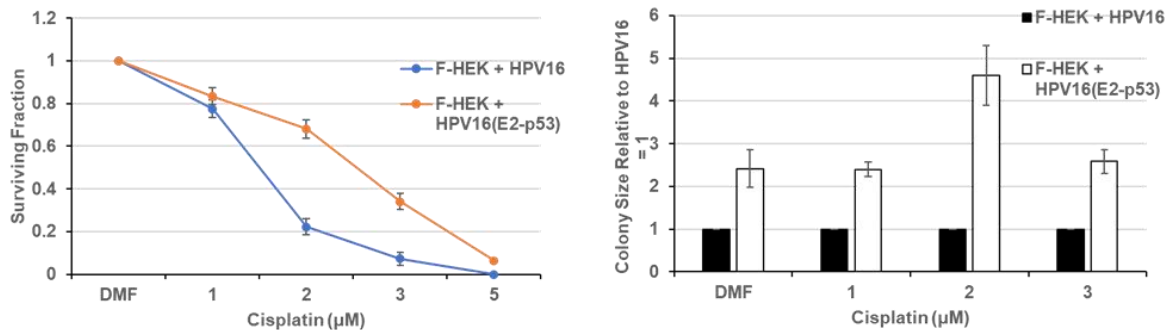 1.2
1
0.8
0.6
0.4
0.2
0
Surviving Fraction
DMF 1 2 3 5
Cisplatin (µM)
F-HEK + HPV16
F-HEK +
HPV16(E2-p53)
6
5
4
3
2
1
0
Colony Size Relative to HPV16
= 1
DMF 1 2 3
Cisplatin (µM)
F-HEK + HPV16
F-HEK +
HPV16(E2-p53)